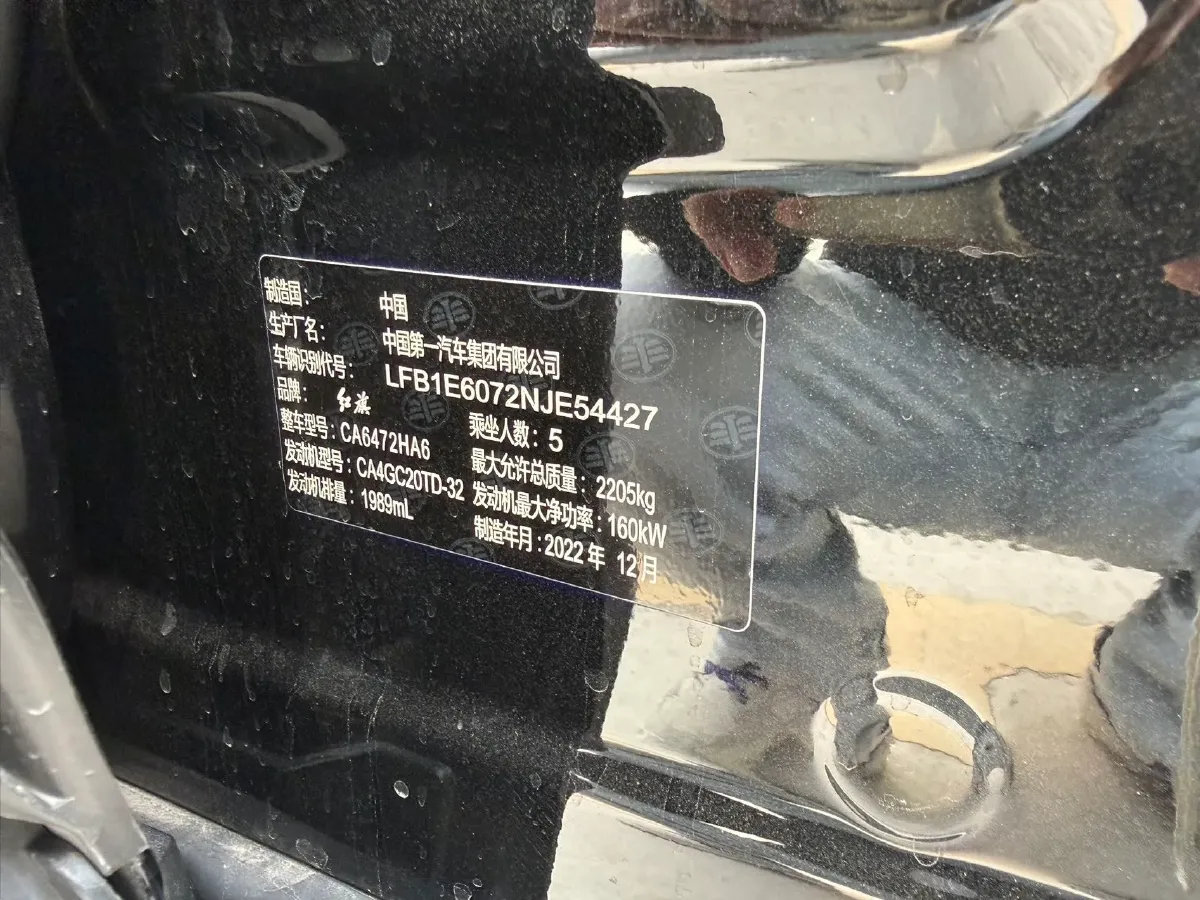 制造国： 中国
生产厂名： 中国第一汽车集团有限公司
车辆识别代号： LFB1E6072NJE54427
品牌： 红旗 乘坐人数：5
整车型号：CA6472HA6 最大允许总质量：2205kg
发动机型号：CA4GC20TD-32 发动机最大净功率：160kW
发动机排量：1989mL 制造年月：2022年 12月